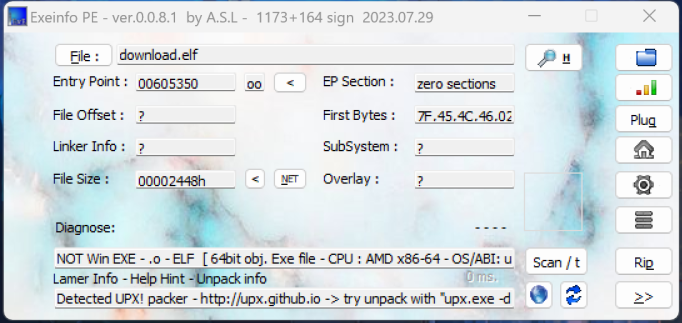 Exeinfo PE - ver.0.0.8.1 by A.S.L - 1173+164 sign 2023.07.29
File : download.elf H
Entry Point : 00605350 oo < EP Section : zero sections
File Offset : ? First Bytes : 7F.45.4C.46.02 Plug
Linker Info : ? SubSystem : ?
File Size : 00002448h < NET Overlay : ?
Diagnose: - - - -
NOT Win EXE - .o - ELF [ 64bit obj. Exe file - CPU : AMD x86-64 - OS/ABI: u Scan / t Rip
Lamer Info - Help Hint - Unpack info 0 ms.
Detected UPX! packer - http://upx.github.io -> try unpack with "upx.exe -d >>